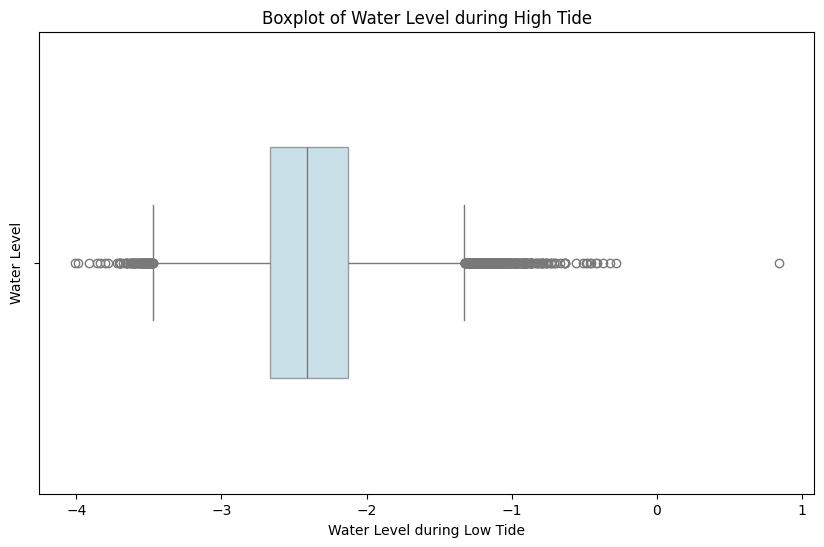 Boxplot of Water Level during High Tide
Water Level
−4 −3 −2 −1 0 1
Water Level during Low Tide